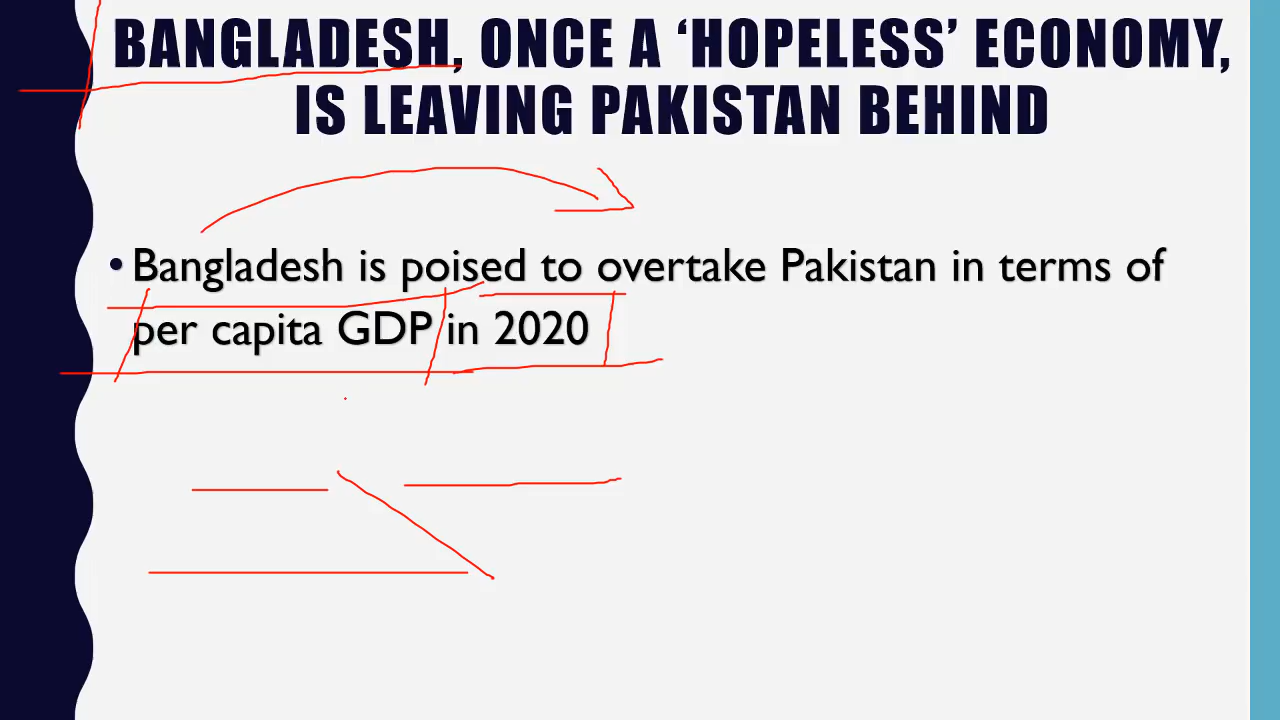 BANGLADESH, ONCE A ‘HOPELESS’ ECONOMY,
IS LEAVING PAKISTAN BEHIND
• Bangladesh is poised to overtake Pakistan in terms of
per capita GDP in 2020